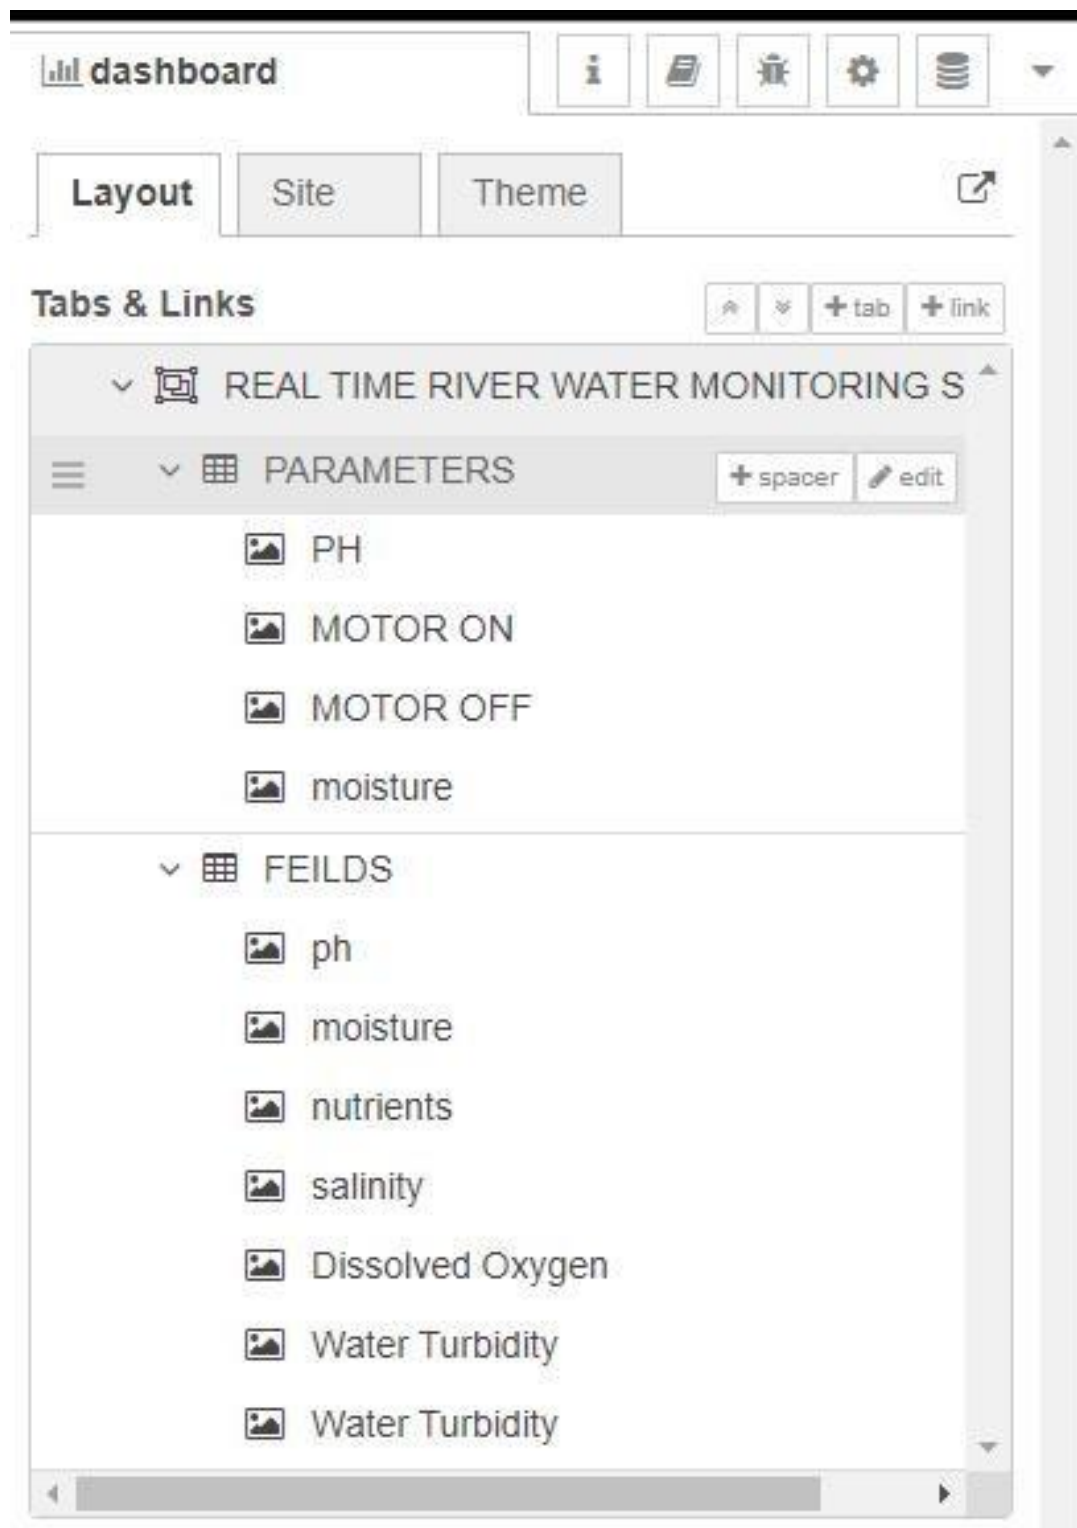 dashboard
Layout Site Theme
Tabs & Links + tab + link
REAL TIME RIVER WATER MONITORING S
PARAMETERS + spacer edit
PH
MOTOR ON
MOTOR OFF
moisture
FEILDS
ph
moisture
nutrients
salinity
Dissolved Oxygen
Water Turbidity
Water Turbidity